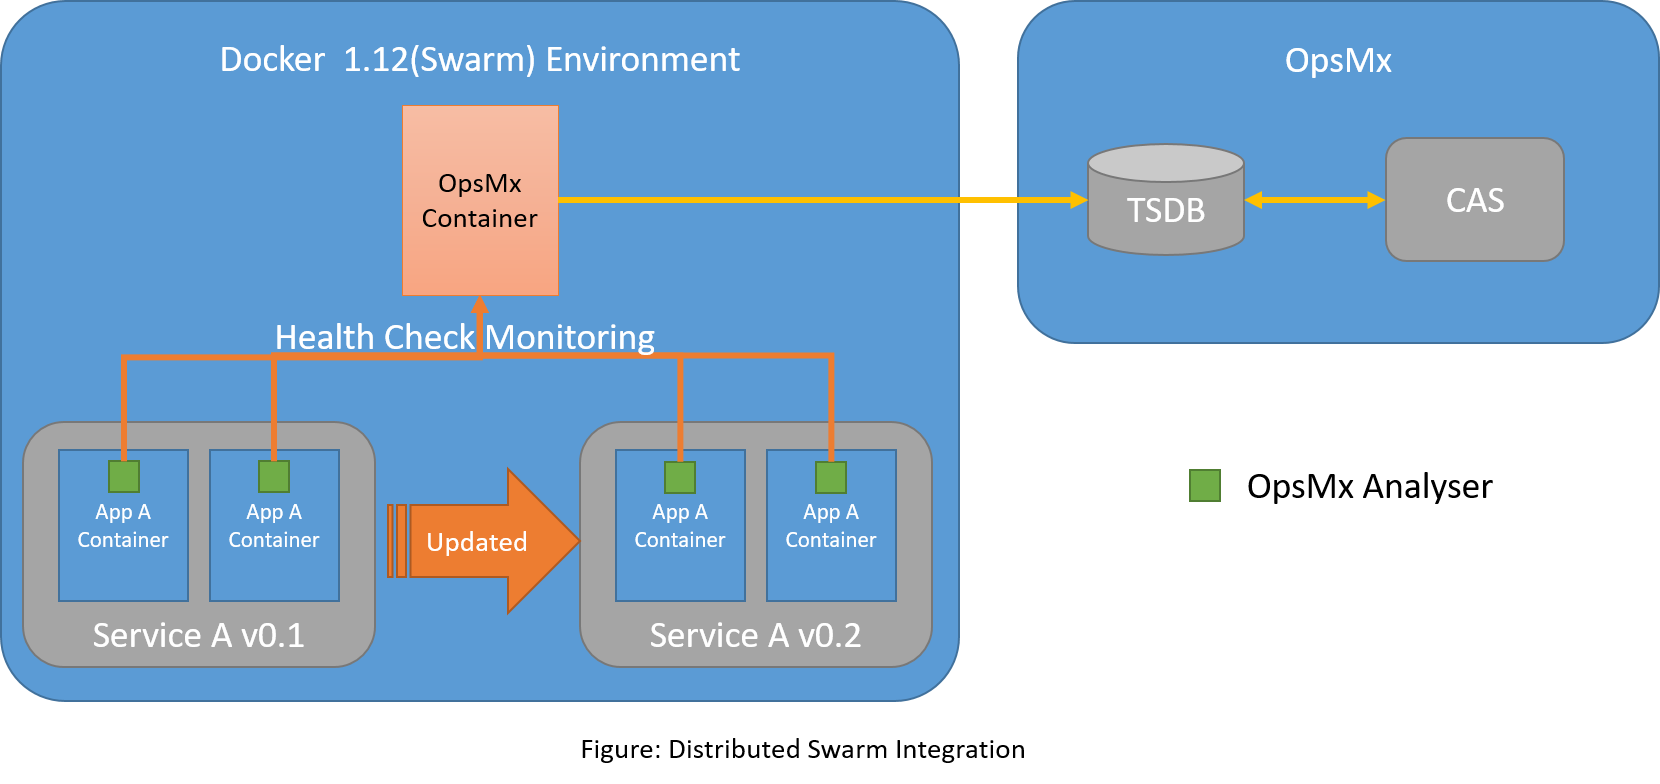 Docker  1.12(Swarm) Environment
OpsMx
OpsMx
Container
TSDB
CAS
Health Check Monitoring
App A
Container
App A
Container
Updated
App A
Container
App A
Container
Service A v0.1
Service A v0.2
OpsMx Analyser
Figure: Distributed Swarm Integration